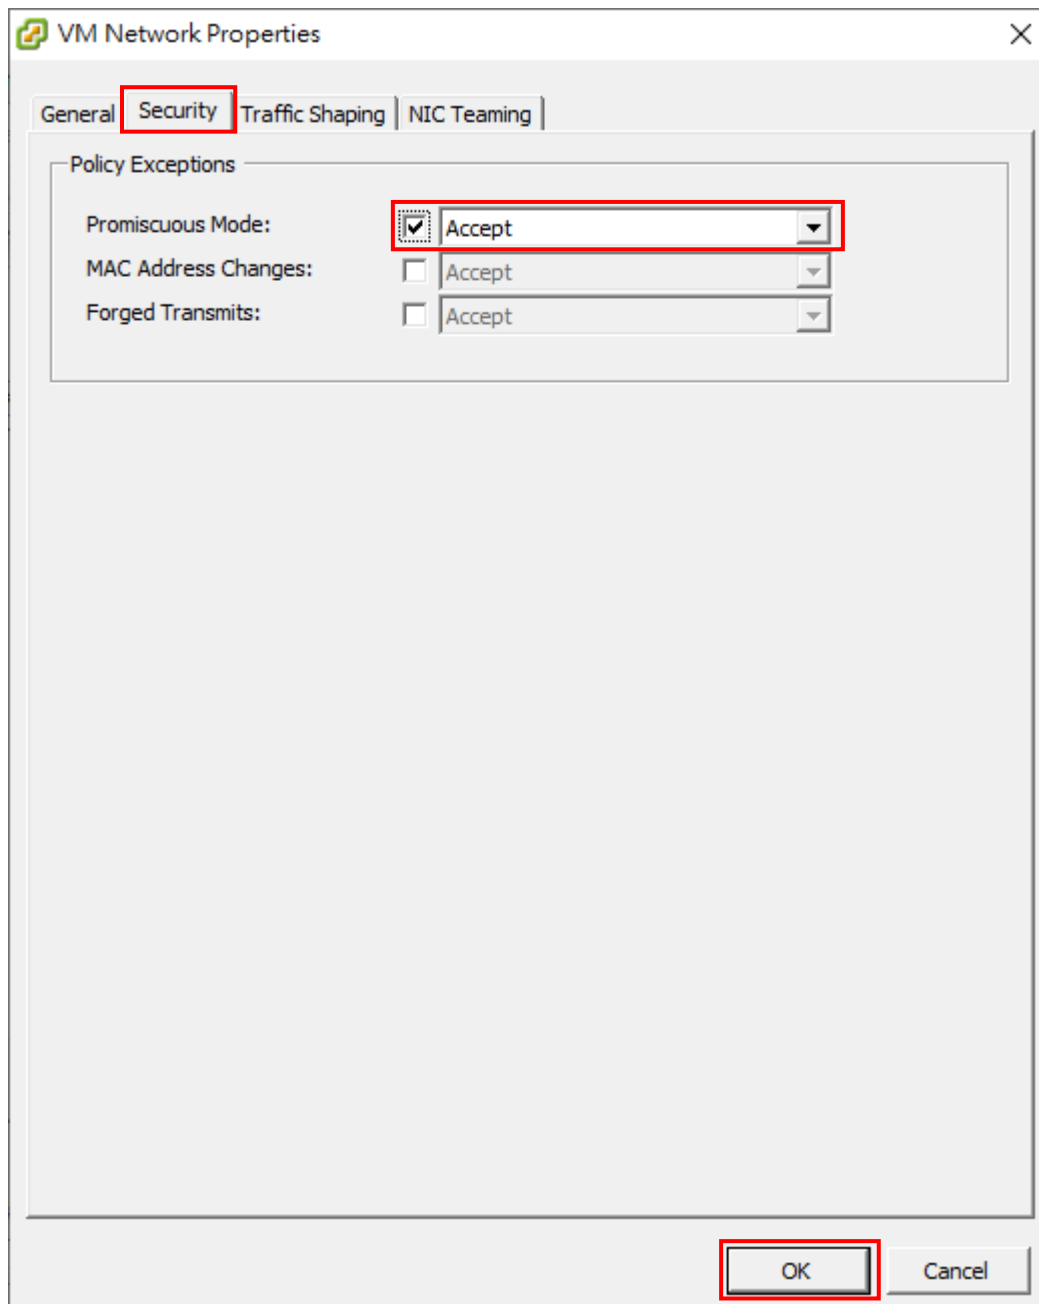 VM Network Properties
General Security Traffic Shaping NIC Teaming
Policy Exceptions
Promiscuous Mode: Accept
MAC Address Changes: Accept
Forged Transmits: Accept
OK Cancel